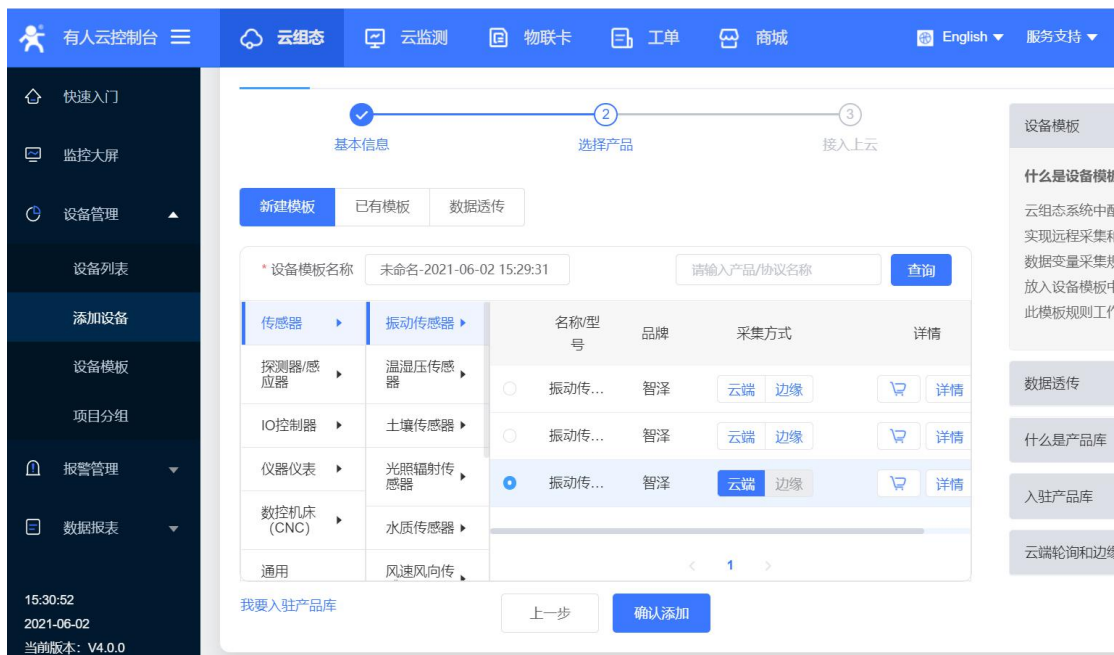 有人云控制台
云组态
云监测
物联卡
工单
商城
English
服务支持
快速入门
监控大屏
设备管理
设备列表
添加设备
设备模板
项目分组
报警管理
数据报表
15:30:52
2021-06-02
当前版本：V4.0.0
2
3
基本信息
选择产品
接入上云
新建模板
已有模板
数据透传
* 设备模板名称
未命名-2021-06-02 15:29:31
请输入产品/协议名称
查询
传感器
探测器/感
应器
IO控制器
仪器仪表
数控机床
（CNC）
通用
振动传感器
温湿压传感
器
土壤传感器
光照辐射传
感器
水质传感器
风速风向传
名称/型
号
品牌
采集方式
详情
振动传...
智泽
云端
边缘
详情
振动传...
智泽
云端
边缘
详情
振动传...
智泽
云端
边缘
详情
1
我要入驻产品库
上一步
确认添加
设备模板
什么是设备模
云组态系统中
实现远程采集
数据变量采集
放入设备模板
此模板规则工
数据透传
什么是产品库
入驻产品库
云端轮询和边